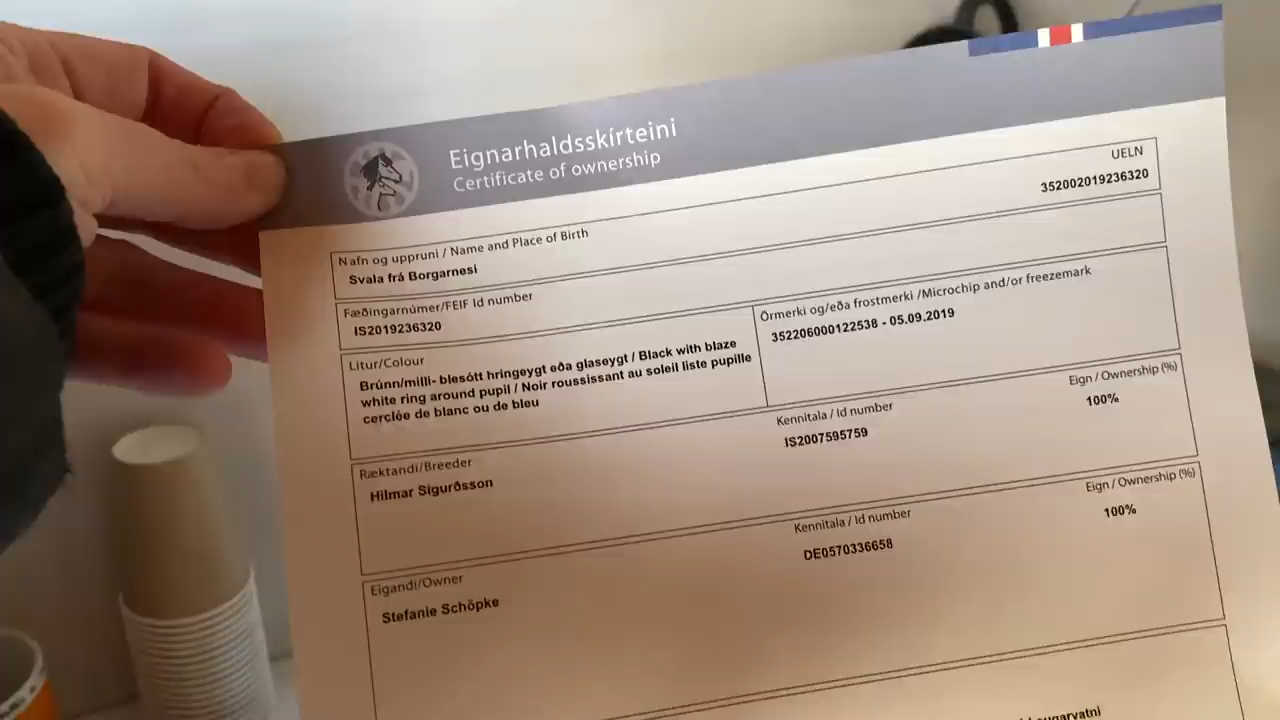 Eignarhaldsskírteini
Certificate of ownership
UELN
352002019236320
Nafn og uppruni / Name and Place of Birth
Svala frá Borgarnesi
Fæðingarnúmer/FEIF Id number
IS2019236320
Litur/Colour
Brúnn/milli- blesótt hringeygt eða glaseygt / Black with blaze
white ring around pupil / Noir roussissant au soleil liste pupille
cerclée de blanc ou de bleu
Örmerki og/eða frostmerki /Microchip and/or freezemark
352206000122538 - 05.09.2019
Ræktandi/Breeder
Hilmar Sigurðsson
Kennitala / Id number
IS2007595759
Eign / Ownership (%)
100%
Eigandi/Owner
Stefanie Schöpke
Kennitala / Id number
DE0570336658
Eign / Ownership (%)
100%